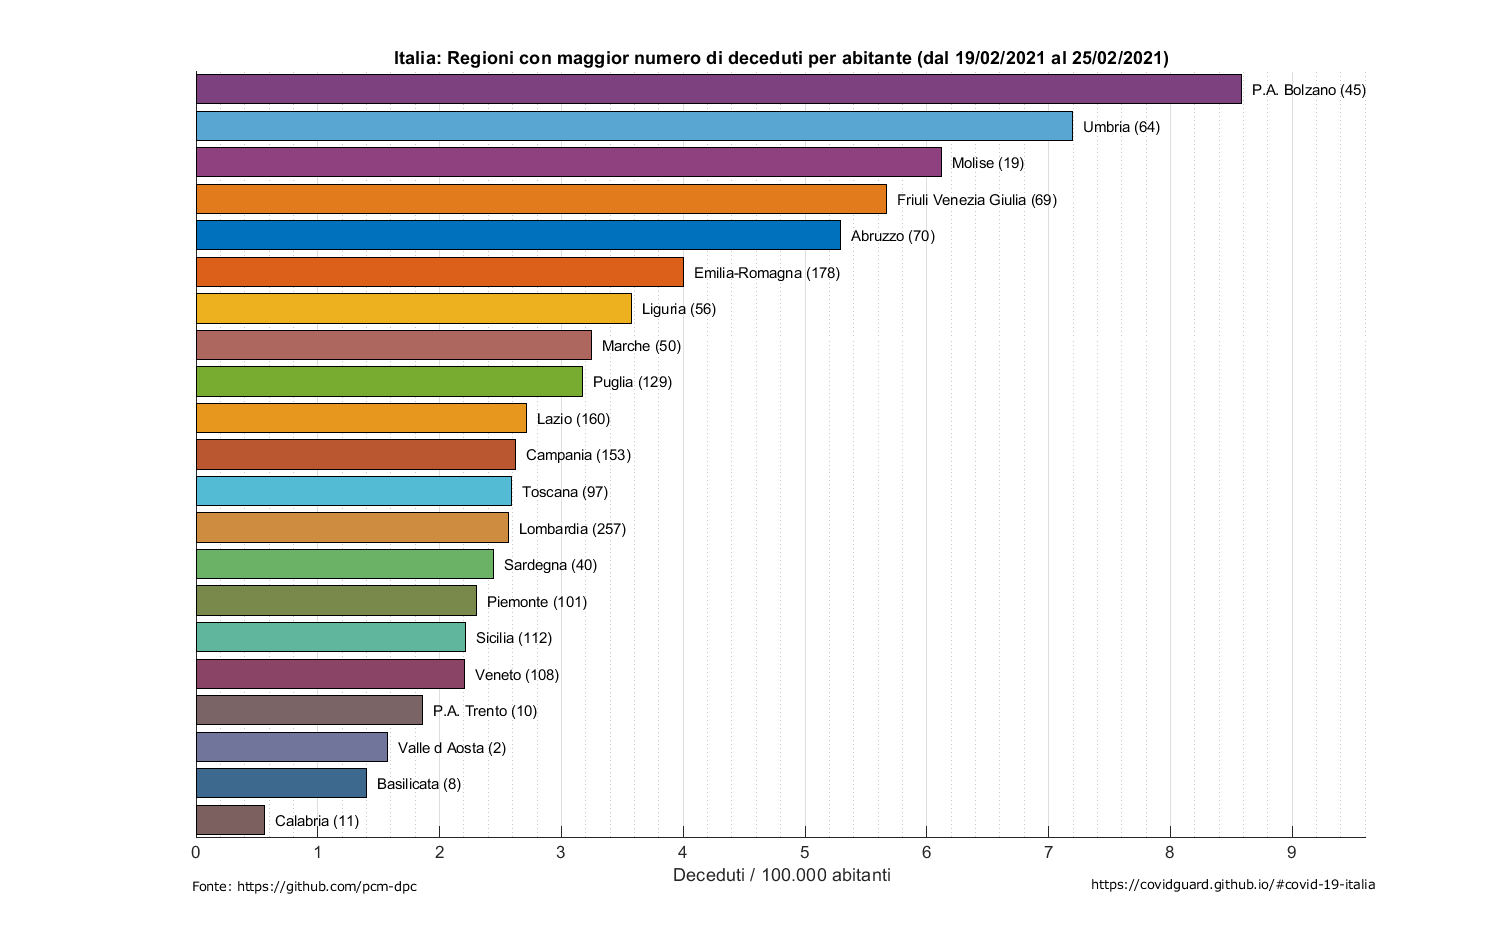 Italia: Regioni con maggior numero di deceduti per abitante (dal 19/02/2021 al 25/02/2021)
P.A. Bolzano (45)
Umbria (64)
Molise (19)
Friuli Venezia Giulia (69)
Abruzzo (70)
Emilia-Romagna (178)
Liguria (56)
Marche (50)
Puglia (129)
Lazio (160)
Campania (153)
Toscana (97)
Lombardia (257)
Sardegna (40)
Piemonte (101)
Sicilia (112)
Veneto (108)
P.A. Trento (10)
Valle d Aosta (2)
Basilicata (8)
Calabria (11)
0 1 2 3 4 5 6 7 8 9
Deceduti / 100.000 abitanti
Fonte: https://github.com/pcm-dpc
https://covidguard.github.io/#covid-19-italia